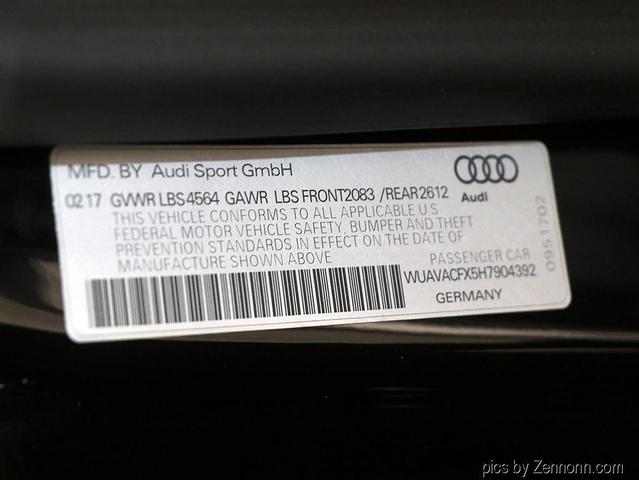 MFD. BY Audi Sport GmbH
02 17 GVWR LBS 4564 GAWR LBS FRONT2083 /REAR2612
Audi
THIS VEHICLE CONFORMS TO ALL APPLICABLE U S
FEDERAL MOTOR VEHICLE SAFETY, BUMPER AND THEFT
PREVENTION STANDARDS IN EFFECT ON THE DATE OF
MANUFACTURE SHOWN ABOVE
PASSENGER CAR
WUAVACFX5H7904392
GERMANY
0951702
pics by Zennonn.com